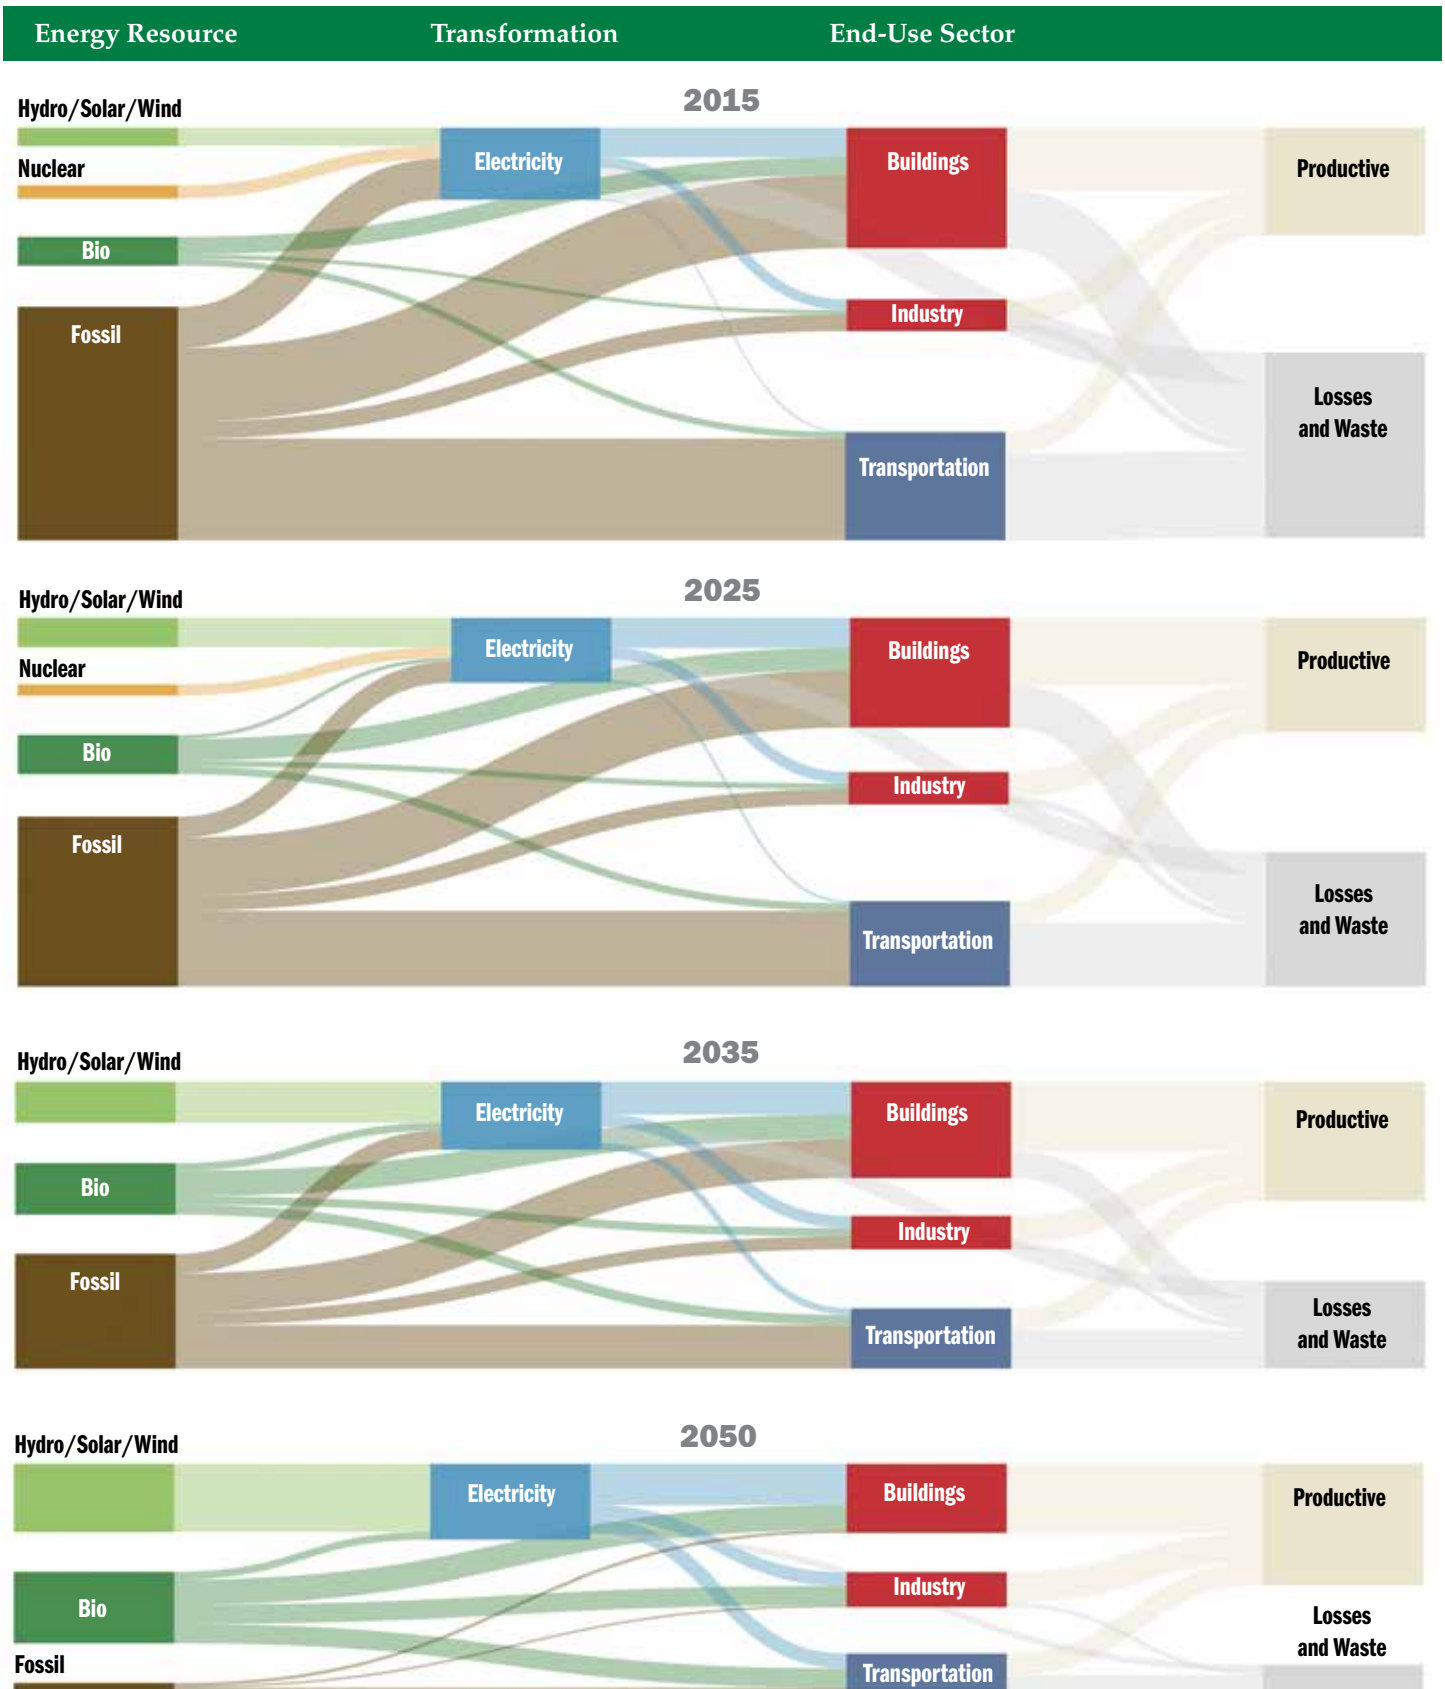 Energy Resource Transformation End-Use Sector
2015
Hydro/Solar/Wind
Nuclear
Electricity
Buildings
Productive
Bio
Industry
Fossil
Losses
and Waste
Transportation
2025
Hydro/Solar/Wind
Nuclear
Electricity
Buildings
Productive
Bio
Industry
Fossil
Losses
and Waste
Transportation
2035
Hydro/Solar/Wind
Electricity
Buildings
Productive
Bio
Industry
Fossil
Losses
and Waste
Transportation
2050
Hydro/Solar/Wind
Electricity
Buildings
Productive
Bio
Industry
Losses
and Waste
Fossil
Transportation